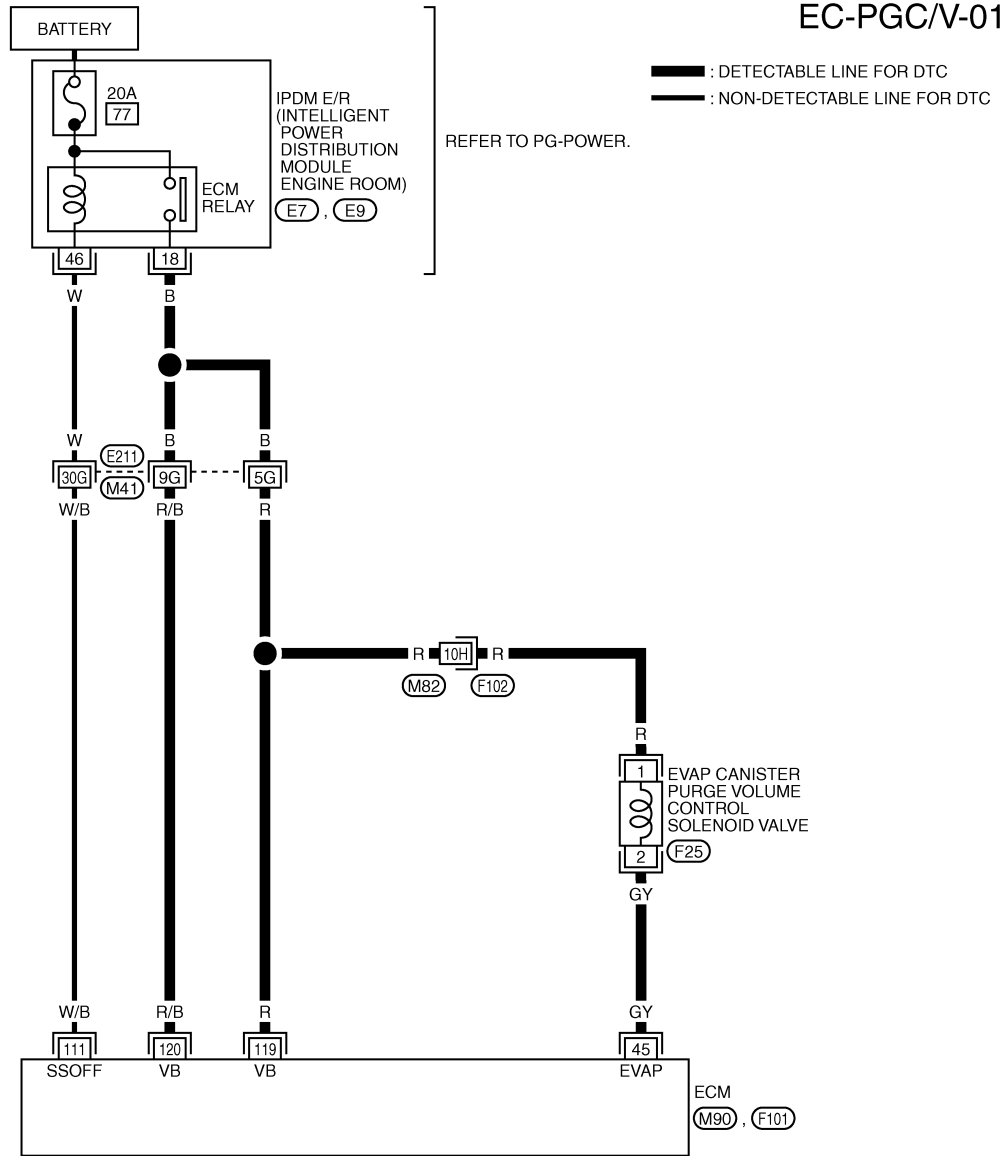 EC-PGC/V-01
: DETECTABLE LINE FOR DTC
: NON-DETECTABLE LINE FOR DTC
BATTERY
20A
77
IPDM E/R
(INTELLIGENT
POWER
DISTRIBUTION
MODULE
ENGINE ROOM)
E7 , E9
REFER TO PG-POWER.
ECM
RELAY
46 18
W B
W B B
E211
30G 9G 5G
M41
W/B R/B R
R 10H R
M82 F102
R
1
EVAP CANISTER
PURGE VOLUME
CONTROL
SOLENOID VALVE
2
F25
GY
W/B R/B R GY
111 120 119 45
SSOFF VB VB EVAP
ECM
M90 , F101